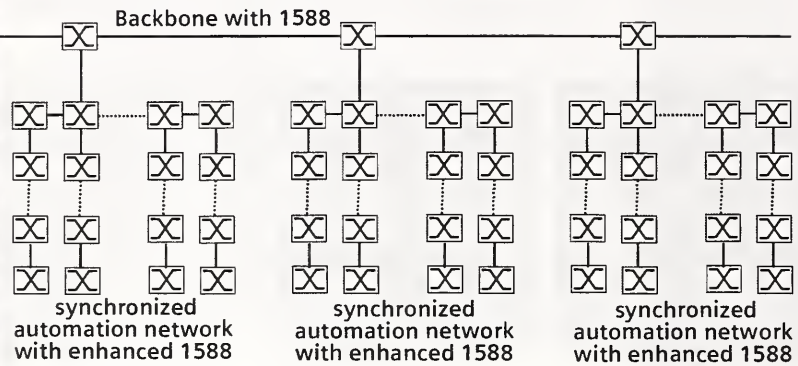 Backbone with 1588
synchronized
automation network
with enhanced 1588
synchronized
automation network
with enhanced 1588
synchronized
automation network
with enhanced 1588